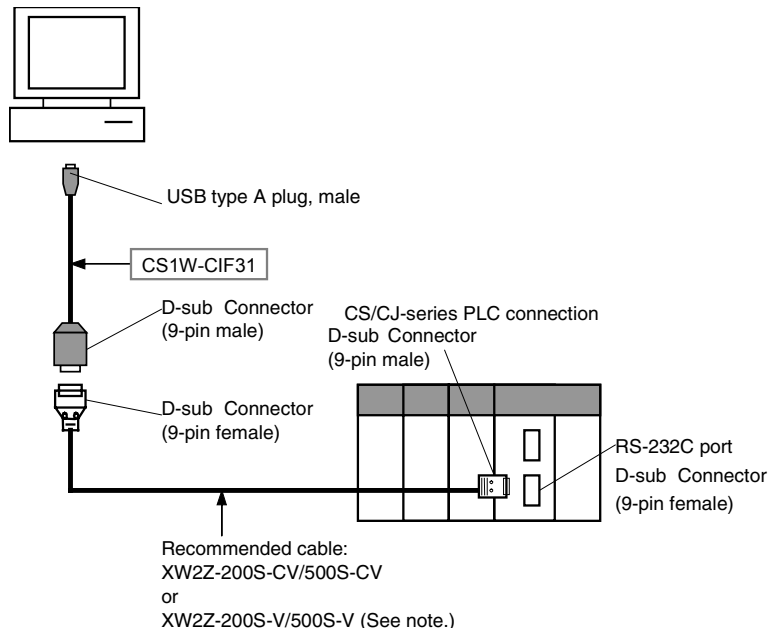 USB type A plug, male
CS1W-CIF31
D-sub Connector
(9-pin male)
CS/CJ-series PLC connection
D-sub Connector
(9-pin male)
D-sub Connector
(9-pin female)
RS-232C port
D-sub Connector
(9-pin female)
Recommended cable:
XW2Z-200S-CV/500S-CV
or
XW2Z-200S-V/500S-V (See note.)